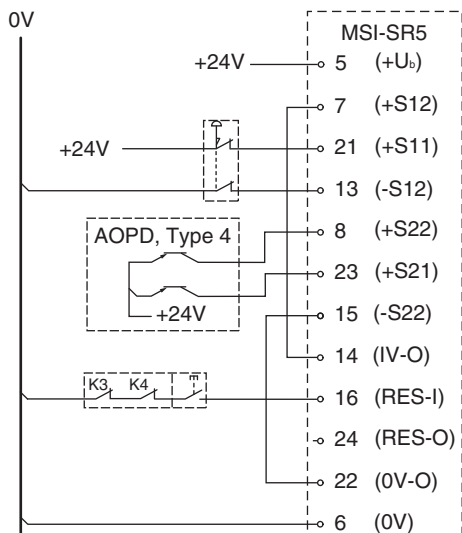 0V
MSI-SR5
+24V 5 (+Ub)
7 (+S12)
+24V 21 (+S11)
13 (-S12)
AOPD, Type 4 8 (+S22)
23 (+S21)
+24V
15 (-S22)
14 (IV-O)
K3 K4 16 (RES-I)
24 (RES-O)
22 (0V-O)
6 (0V)